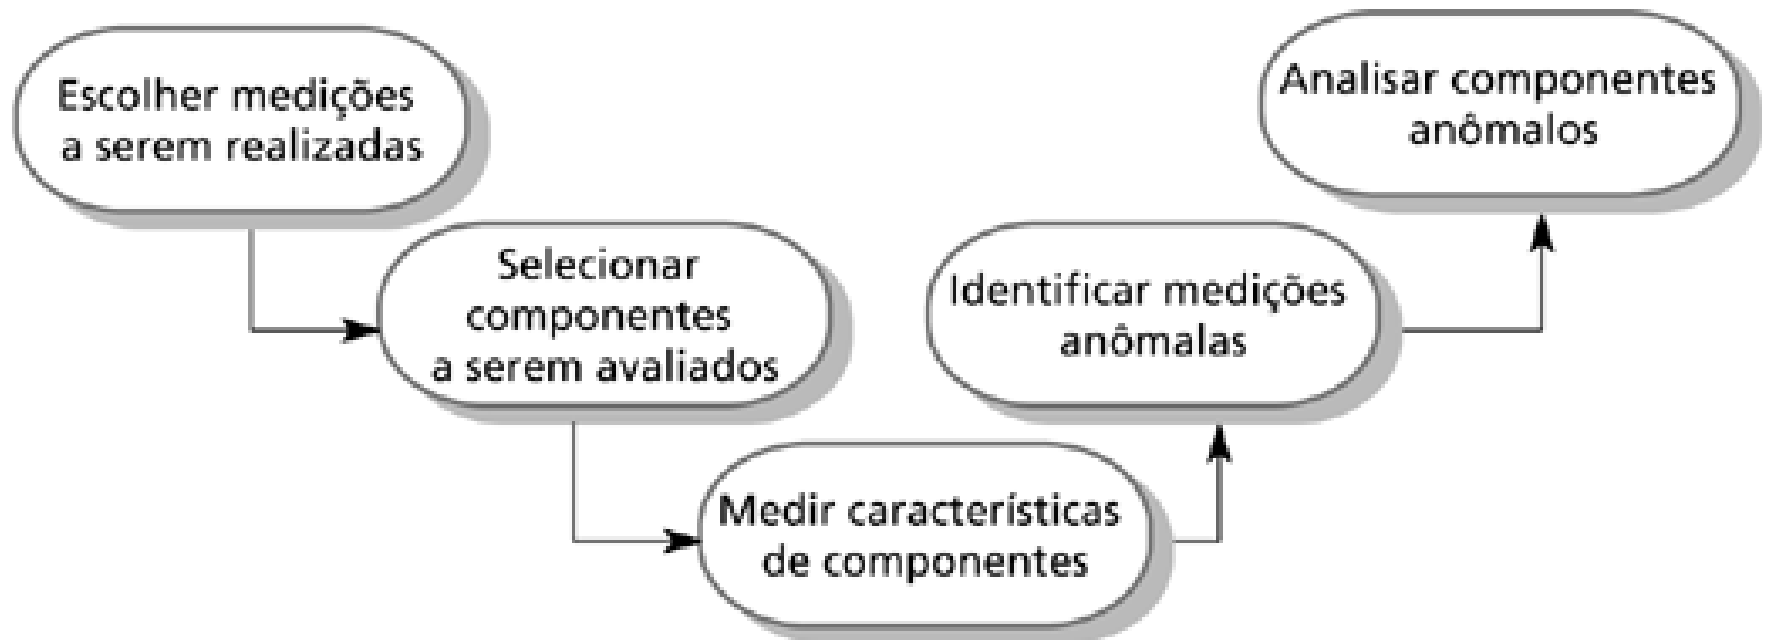 Escolher medições
a serem realizadas
Selecionar
componentes
a serem avaliados
Medir características
de componentes
Identificar medições
anômalas
Analisar componentes
anômalos